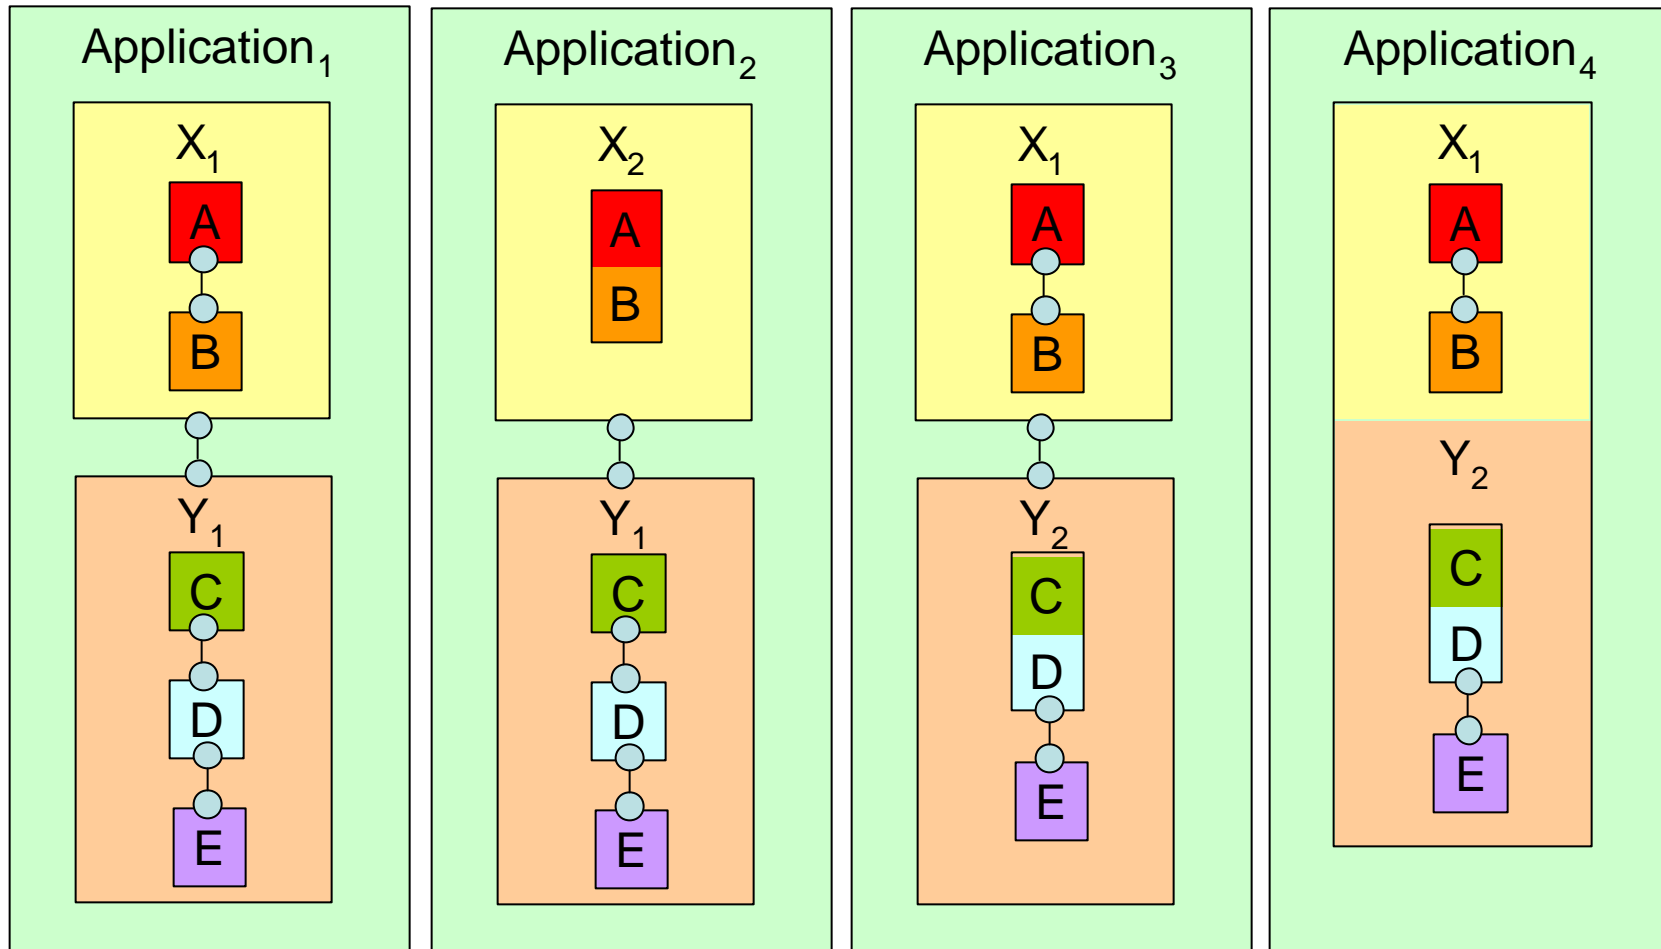 Application₁
X₁
A
B
Y₁
C
D
E
Application₂
X₂
A
B
Y₁
C
D
E
Application₃
X₁
A
B
Y₂
C
D
E
Application₄
X₁
A
B
Y₂
C
D
E